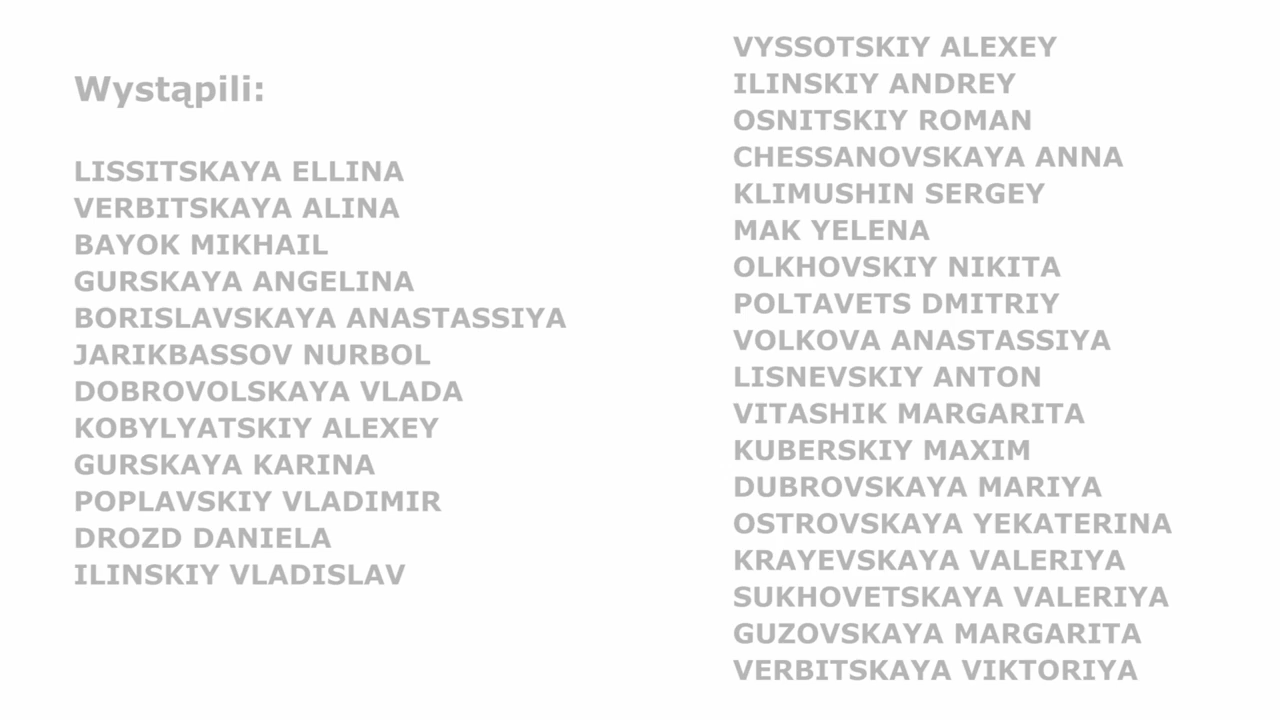 Wystąpili:
LISSITSKAYA ELLINA
VERBITSKAYA ALINA
BAYOK MIKHAIL
GURSKAYA ANGELINA
BORISLAVSKAYA ANASTASSIYA
JARIKBASSOV NURBOL
DOBROVOLSKAYA VLADA
KOBYLYATSKIY ALEXEY
GURSKAYA KARINA
POPLAVSKIY VLADIMIR
DROZD DANIELA
ILINSKIY VLADISLAV
VYSSOTSKIY ALEXEY
ILINSKIY ANDREY
OSNITSKIY ROMAN
CHESSANOVSKAYA ANNA
KLIMUSHIN SERGEY
MAK YELENA
OLKHOVSKIY NIKITA
POLTAVETS DMITRIY
VOLKOVA ANASTASSIYA
LISNEVSKIY ANTON
VITASHIK MARGARITA
KUBERSKIY MAXIM
DUBROVSKAYA MARIYA
OSTROVSKAYA YEKATERINA
KRAYEVSKAYA VALERIYA
SUKHOVETSKAYA VALERIYA
GUZOVSKAYA MARGARITA
VERBITSKAYA VIKTORIYA